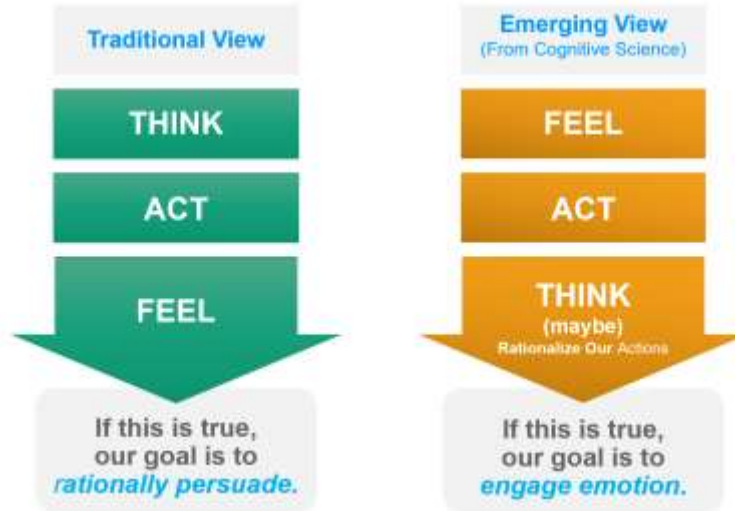 Traditional View
THINK
ACT
FEEL
If this is true,
our goal is to
rationally persuade.
Emerging View
(From Cognitive Science)
FEEL
ACT
THINK
(maybe)
Rationalize Our Actions
If this is true,
our goal is to
engage emotion.